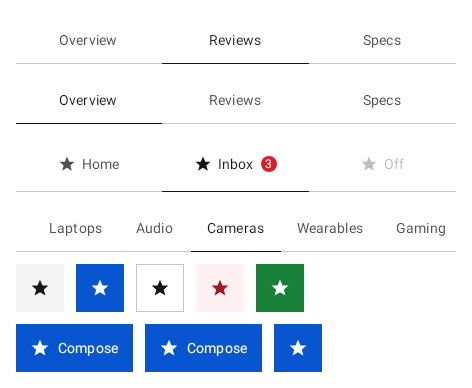 Overview Reviews Specs
Overview Reviews Specs
Home Inbox 3 Off
Laptops Audio Cameras Wearables Gaming
Compose Compose